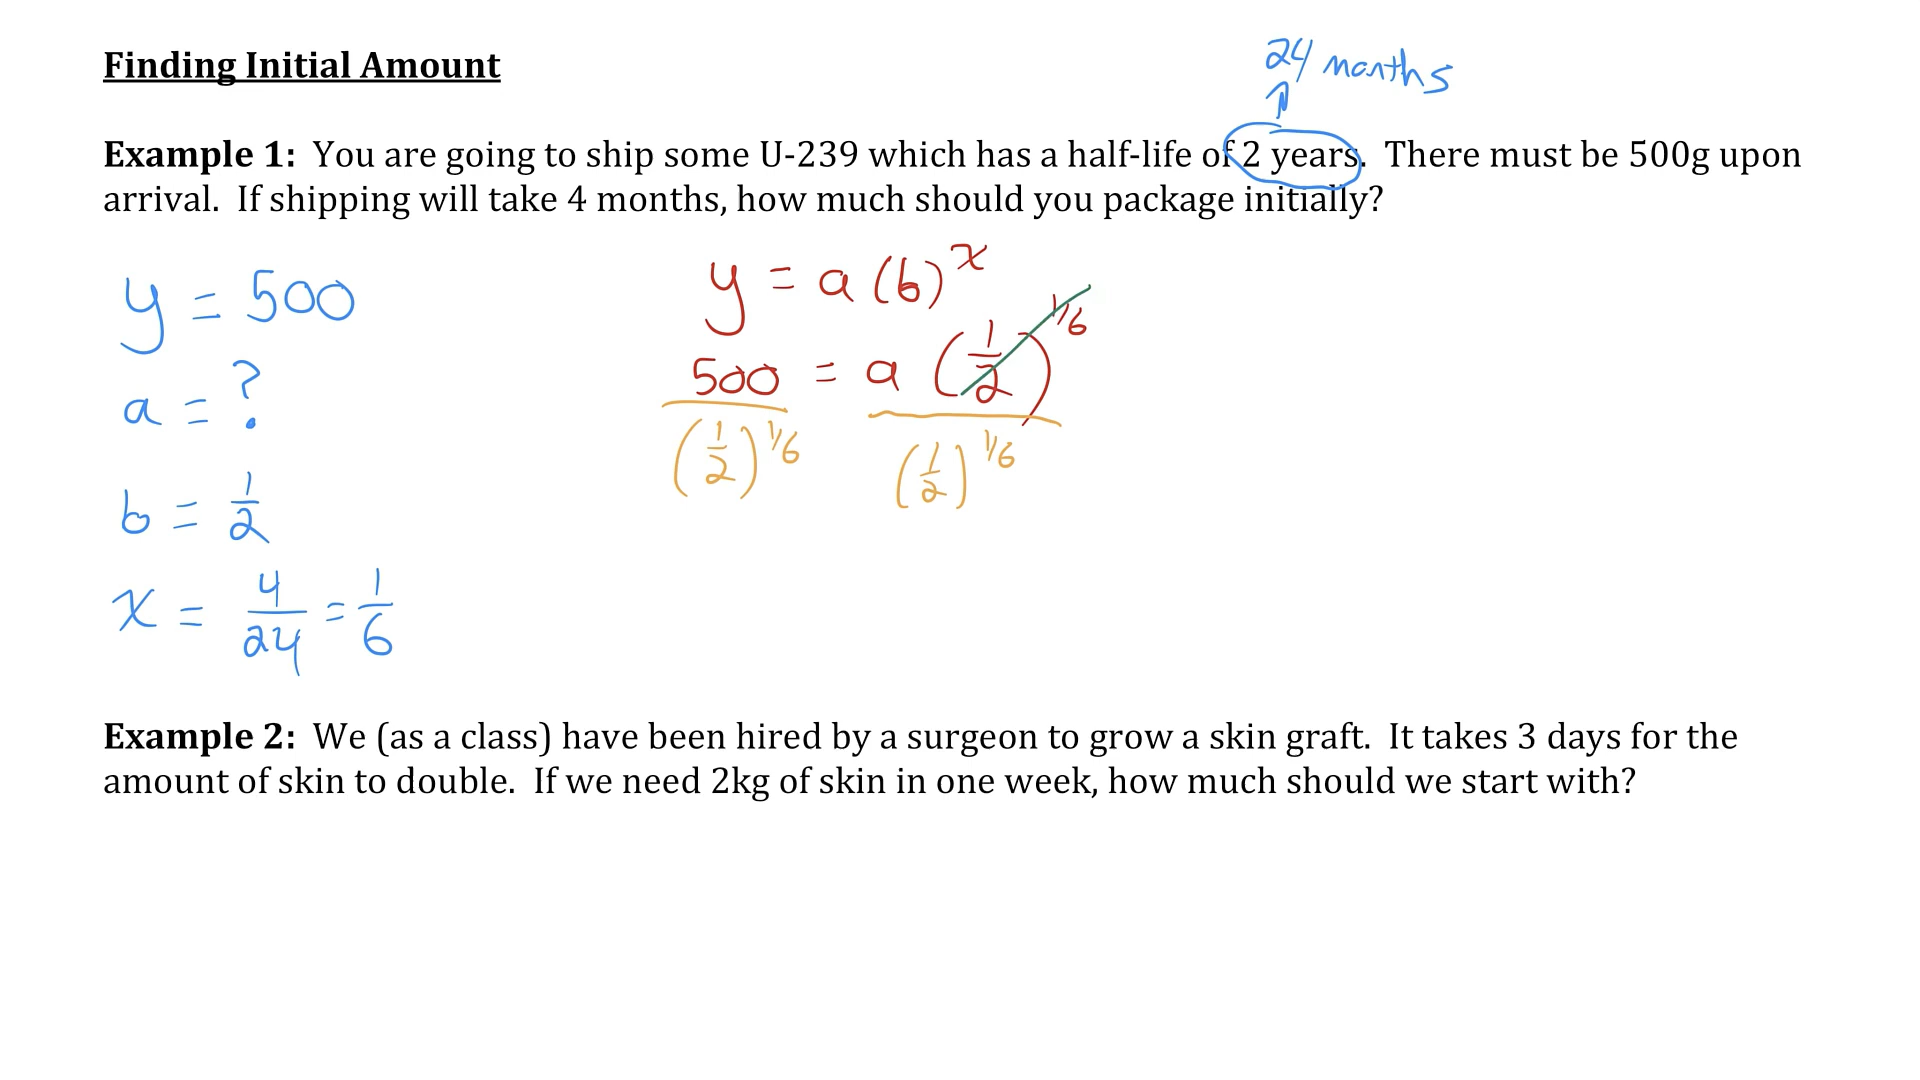 Finding Initial Amount
24 months
↑
Example 1: You are going to ship some U-239 which has a half-life of 2 years. There must be 500g upon
arrival. If shipping will take 4 months, how much should you package initially?
y = 500
a = ?
b = 1/2
x = 4/24 = 1/6
y = a(b)^x
500 = a(1/2)^1/6
(1/2)^1/6 (1/2)^1/6
Example 2: We (as a class) have been hired by a surgeon to grow a skin graft. It takes 3 days for the
amount of skin to double. If we need 2kg of skin in one week, how much should we start with?